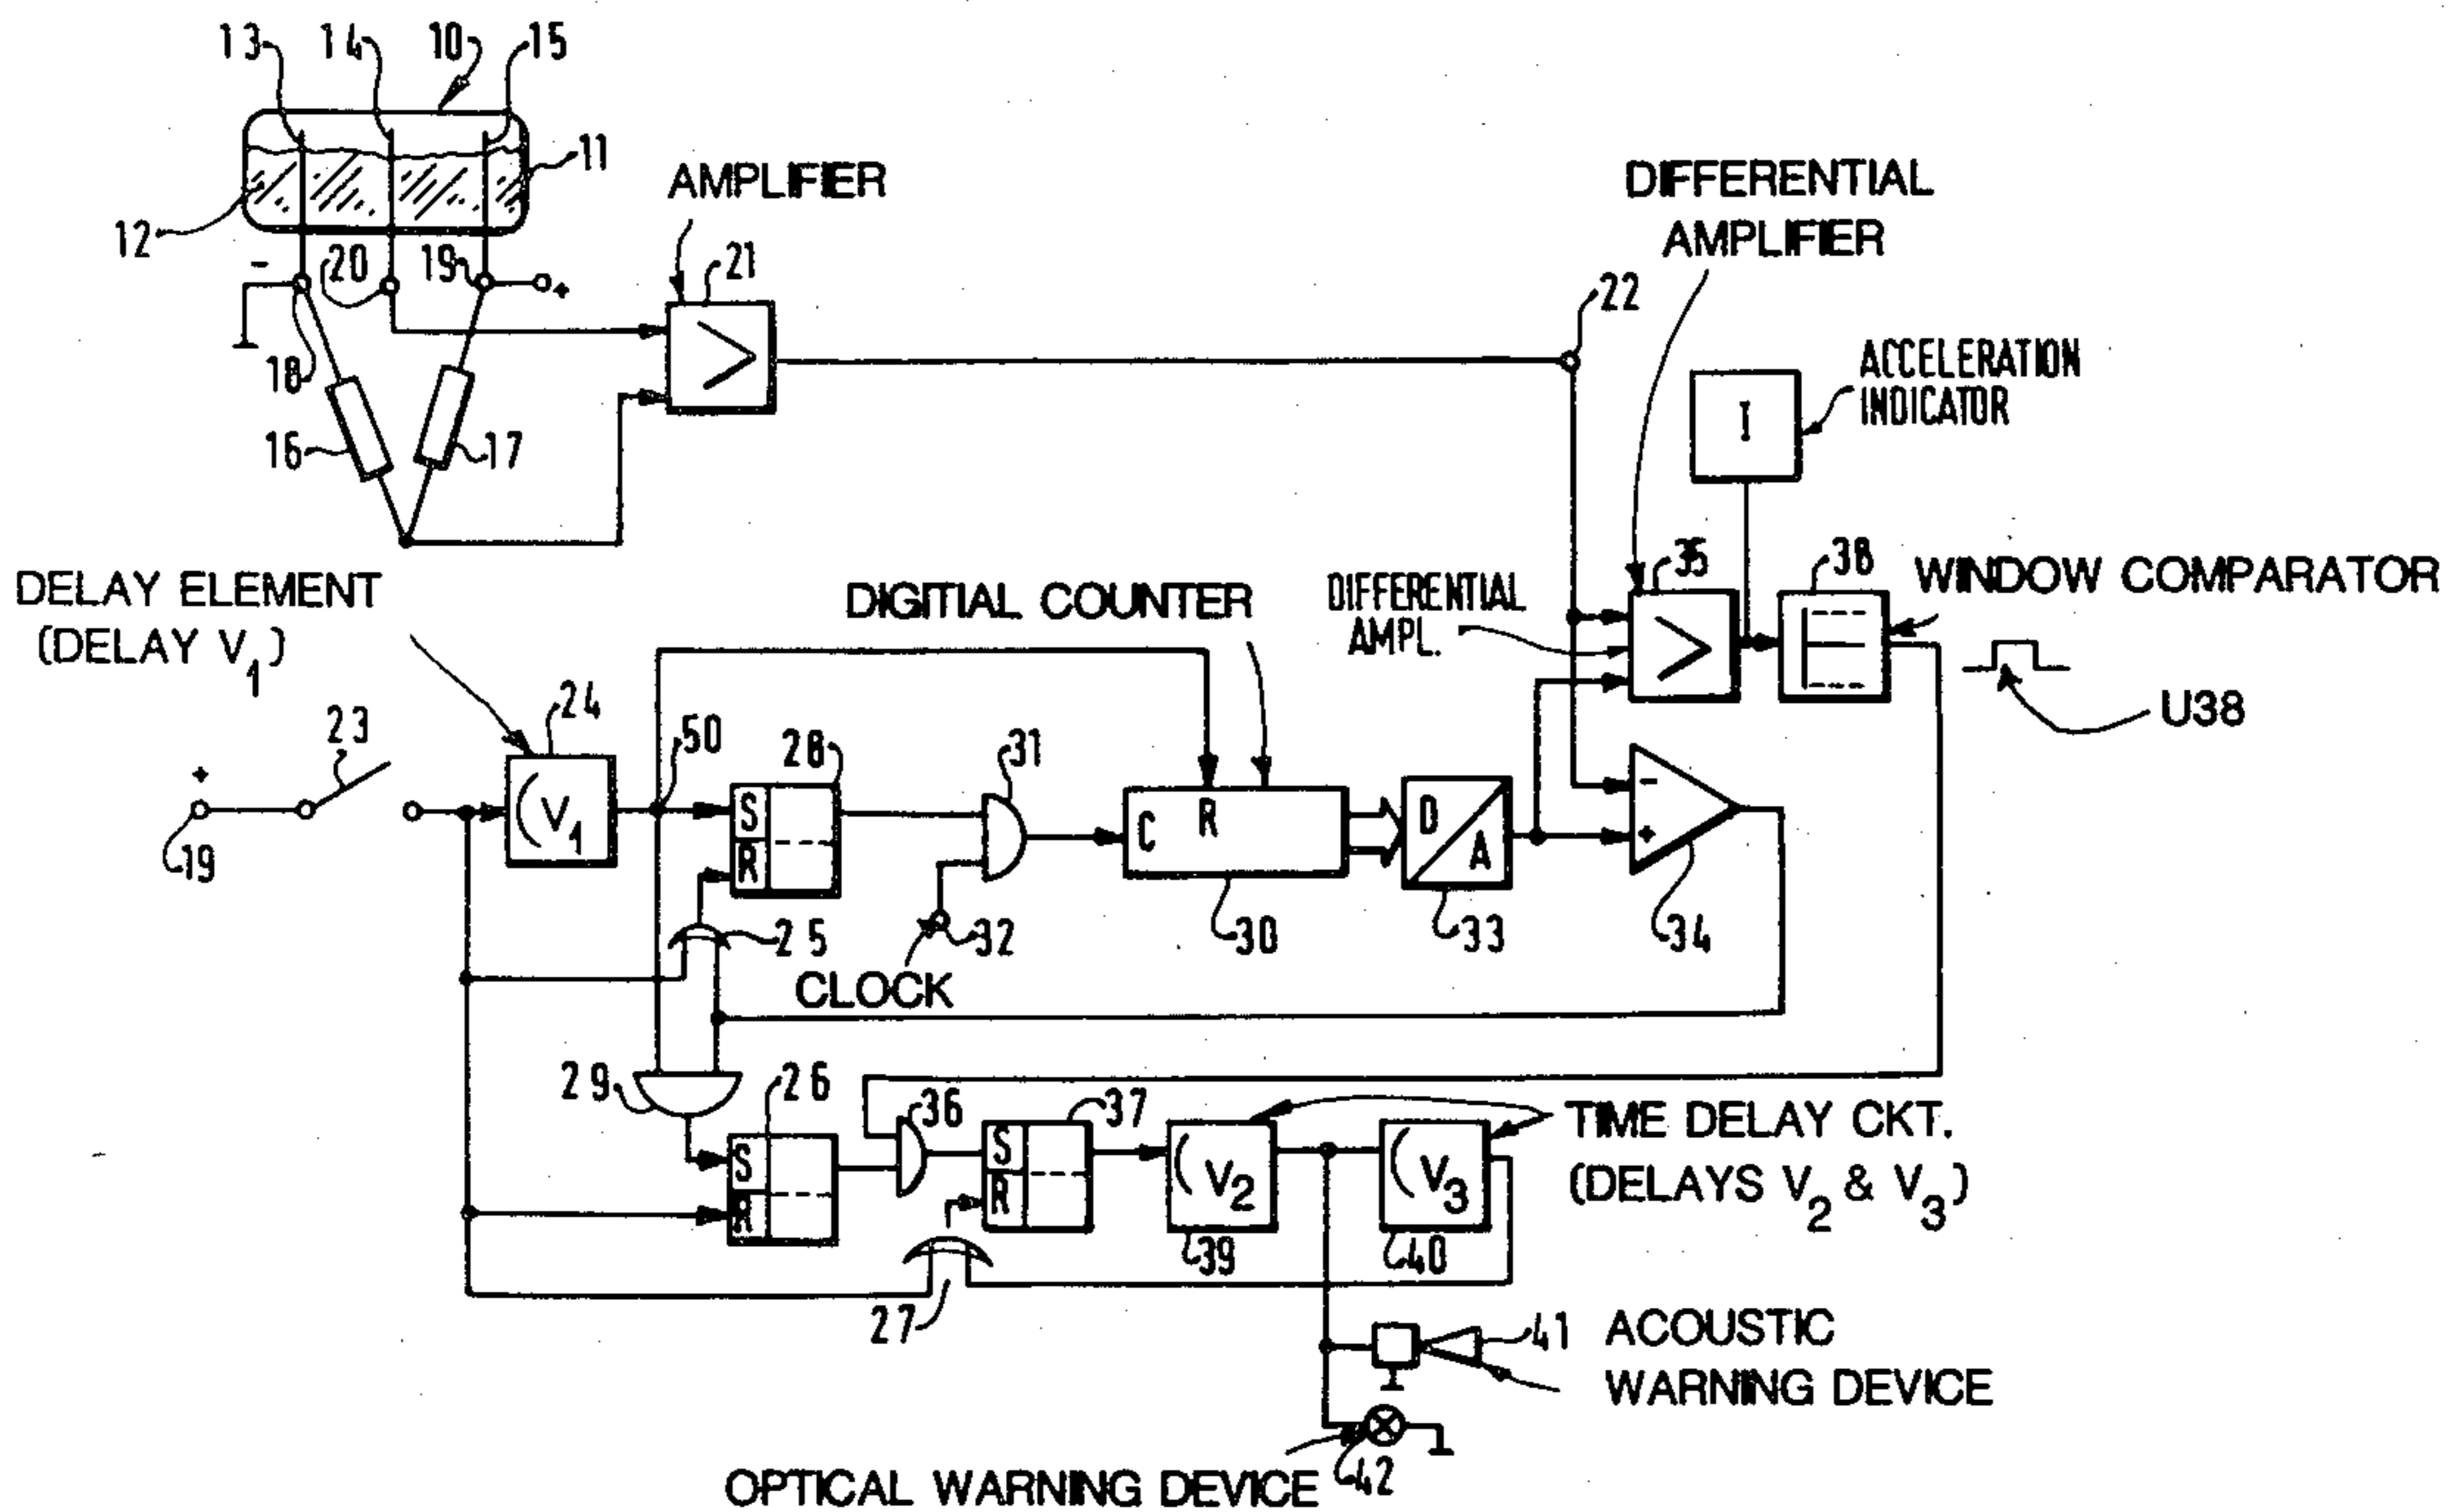 13
14
10
15
11
12
-
20
19
+
18
16
17
AMPLIFIER
21
22
DIFFERENTIAL
AMPLIFIER
ACCELERATION
INDICATOR
I
35
38
WINDOW COMPARATOR
U38
DIFFERENTIAL
AMPL.
DIGITIAL COUNTER
DELAY ELEMENT
(DELAY V1)
23
+
19
24
V1
50
28
S
R
25
31
32
CLOCK
C
R
30
D
A
33
-
+
34
29
26
S
R
36
37
S
R
27
V2
39
V3
40
TIME DELAY CKT.
(DELAYS V2 & V3)
41
ACOUSTIC
WARNING DEVICE
42
OPTICAL WARNING DEVICE